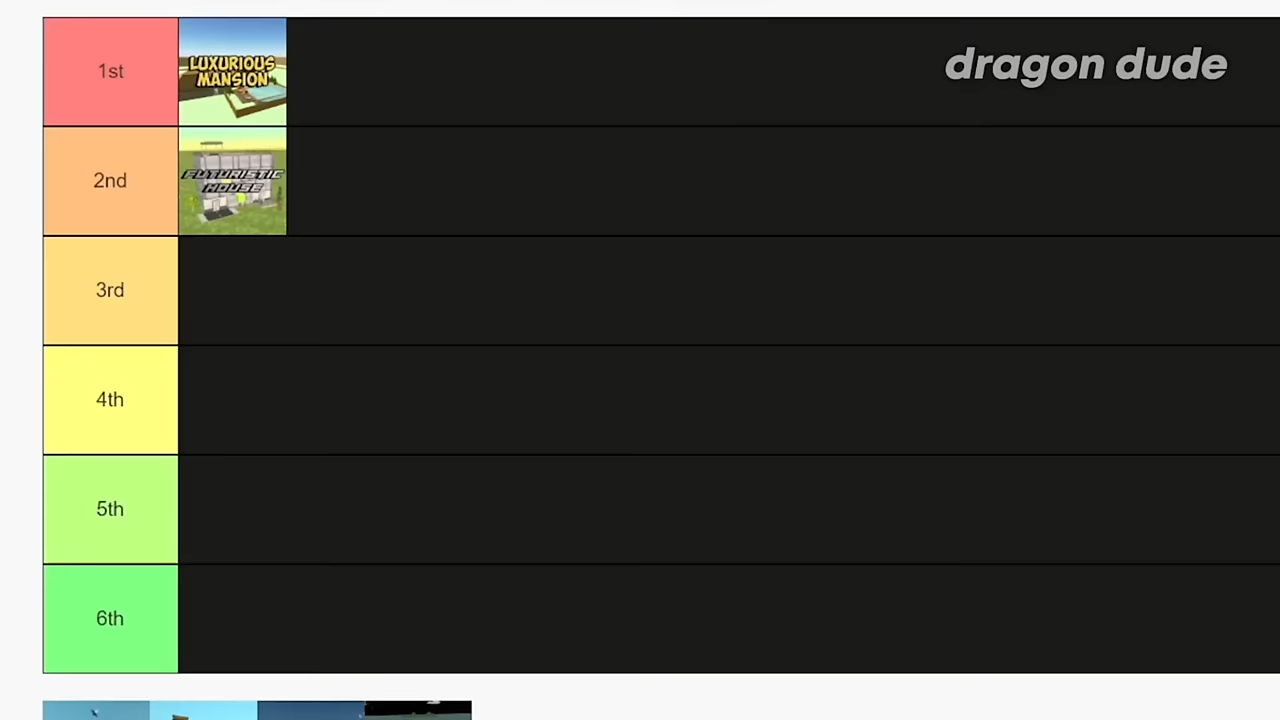 1st
LUXURIOUS
MANSION
dragon dude
2nd
FUTURISTIC
HOUSE
3rd
4th
5th
6th